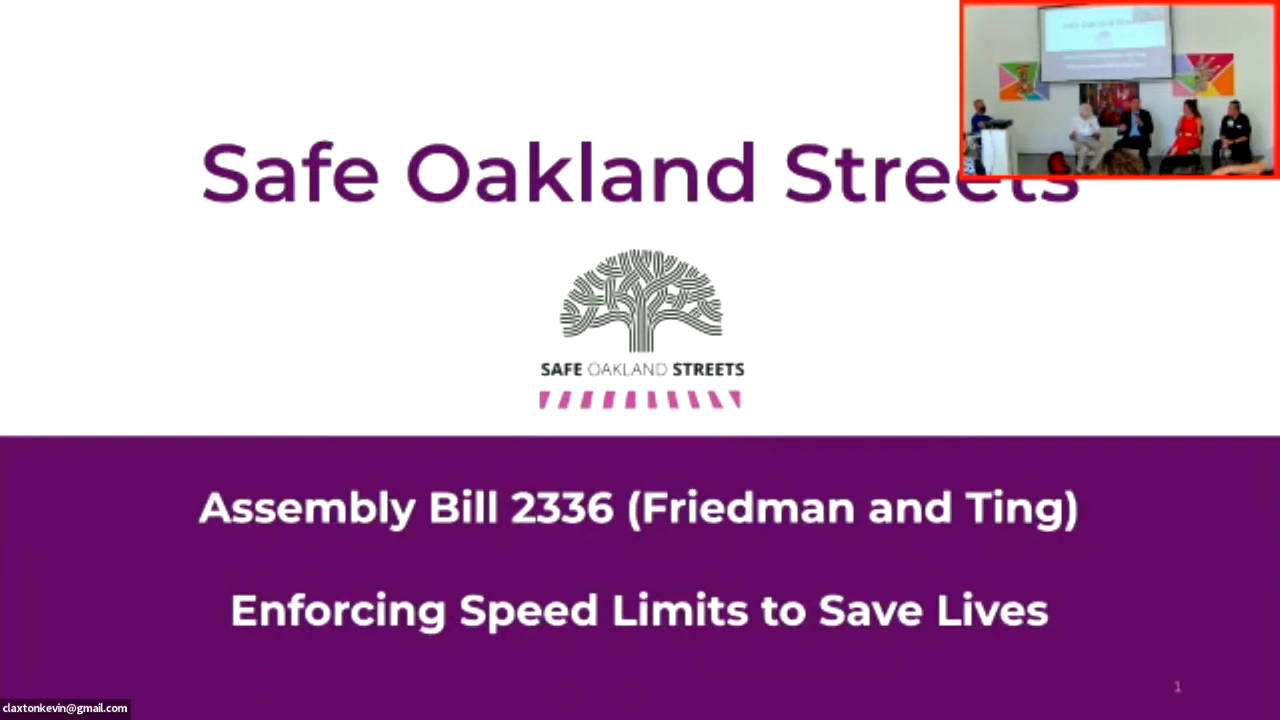 Safe Oakland Streets
SAFE OAKLAND STREETS
Assembly Bill 2336 (Friedman and Ting)
Enforcing Speed Limits to Save Lives
1
claxtonkevin@gmail.com